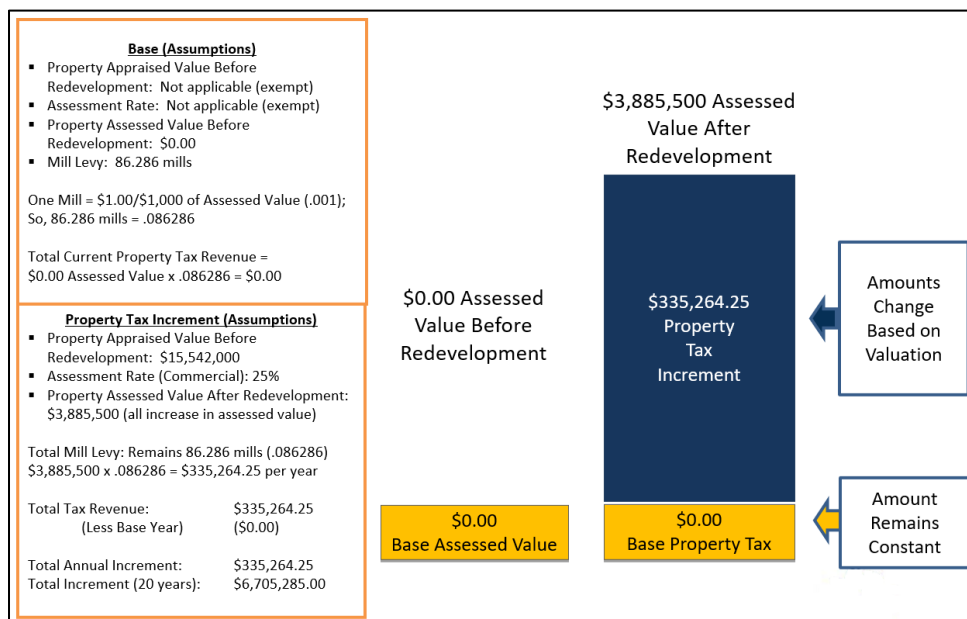 Base (Assumptions)
▪ Property Appraised Value Before
Redevelopment: Not applicable (exempt)
▪ Assessment Rate: Not applicable (exempt)
▪ Property Assessed Value Before
Redevelopment: $0.00
▪ Mill Levy: 86.286 mills
One Mill = $1.00/$1,000 of Assessed Value (.001);
So, 86.286 mills = .086286
Total Current Property Tax Revenue =
$0.00 Assessed Value x .086286 = $0.00
Property Tax Increment (Assumptions)
▪ Property Appraised Value Before
Redevelopment: $15,542,000
▪ Assessment Rate (Commercial): 25%
▪ Property Assessed Value After Redevelopment:
$3,885,500 (all increase in assessed value)
Total Mill Levy: Remains 86.286 mills (.086286)
$3,885,500 x .086286 = $335,264.25 per year
Total Tax Revenue: $335,264.25
(Less Base Year) ($0.00)
Total Annual Increment: $335,264.25
Total Increment (20 years): $6,705,285.00
$0.00 Assessed
Value Before
Redevelopment
$0.00
Base Assessed Value
$3,885,500 Assessed
Value After
Redevelopment
$335,264.25
Property
Tax
Increment
$0.00
Base Property Tax
Amounts
Change
Based on
Valuation
Amount
Remains
Constant